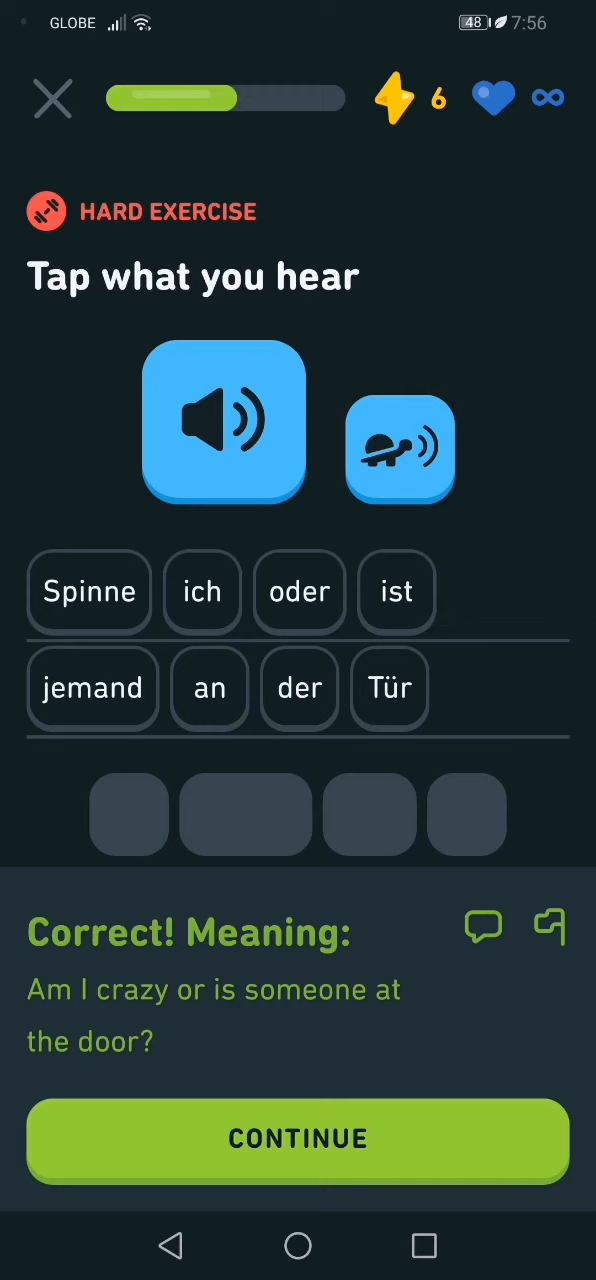 GLOBE 48 7:56
6 ∞
HARD EXERCISE
Tap what you hear
Spinne ich oder ist
jemand an der Tür
Correct! Meaning:
Am I crazy or is someone at
the door?
CONTINUE